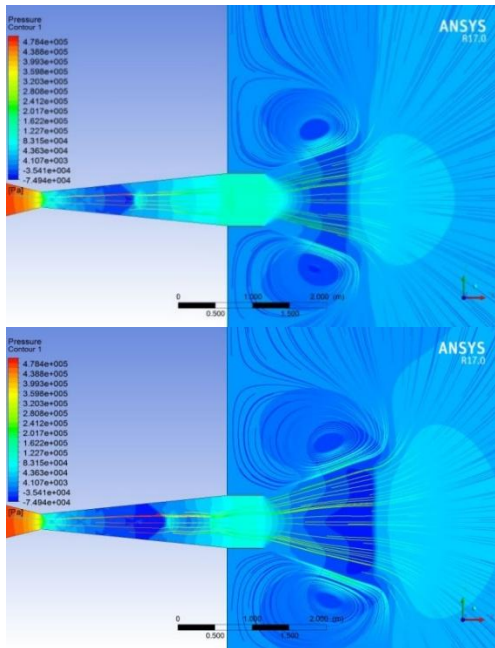 Pressure
Contour 1
ANSYS
R17.0
4.784e+005
4.388e+005
3.993e+005
3.598e+005
3.203e+005
2.808e+005
2.412e+005
2.017e+005
1.622e+005
1.227e+005
8.315e+004
4.363e+004
4.107e+003
-3.541e+004
-7.494e+004
[Pa]
0 1.000 2.000 (m)
0.500 1.500
Pressure
Contour 1
ANSYS
R17.0
4.784e+005
4.388e+005
3.993e+005
3.598e+005
3.203e+005
2.808e+005
2.412e+005
2.017e+005
1.622e+005
1.227e+005
8.315e+004
4.363e+004
4.107e+003
-3.541e+004
-7.494e+004
[Pa]
0 1.000 2.000 (m)
0.500 1.500